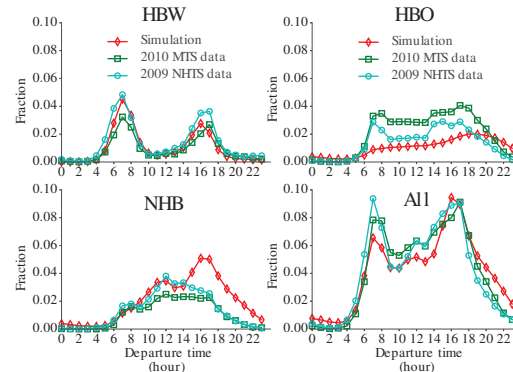 HBW
HBO
Simulation
2010 MTS data
2009 NHTS data
Simulation
2010 MTS data
2009 NHTS data
Fraction
Fraction
0.10
0.08
0.06
0.04
0.02
0.00
0 2 4 6 8 10 12 14 16 18 20 22
0.10
0.08
0.06
0.04
0.02
0.00
0 2 4 6 8 10 12 14 16 18 20 22
NHB
All
Fraction
Fraction
0.10
0.08
0.06
0.04
0.02
0.00
0 2 4 6 8 10 12 14 16 18 20 22
Departure time
(hour)
0.10
0.08
0.06
0.04
0.02
0.00
0 2 4 6 8 10 12 14 16 18 20 22
Departure time
(hour)